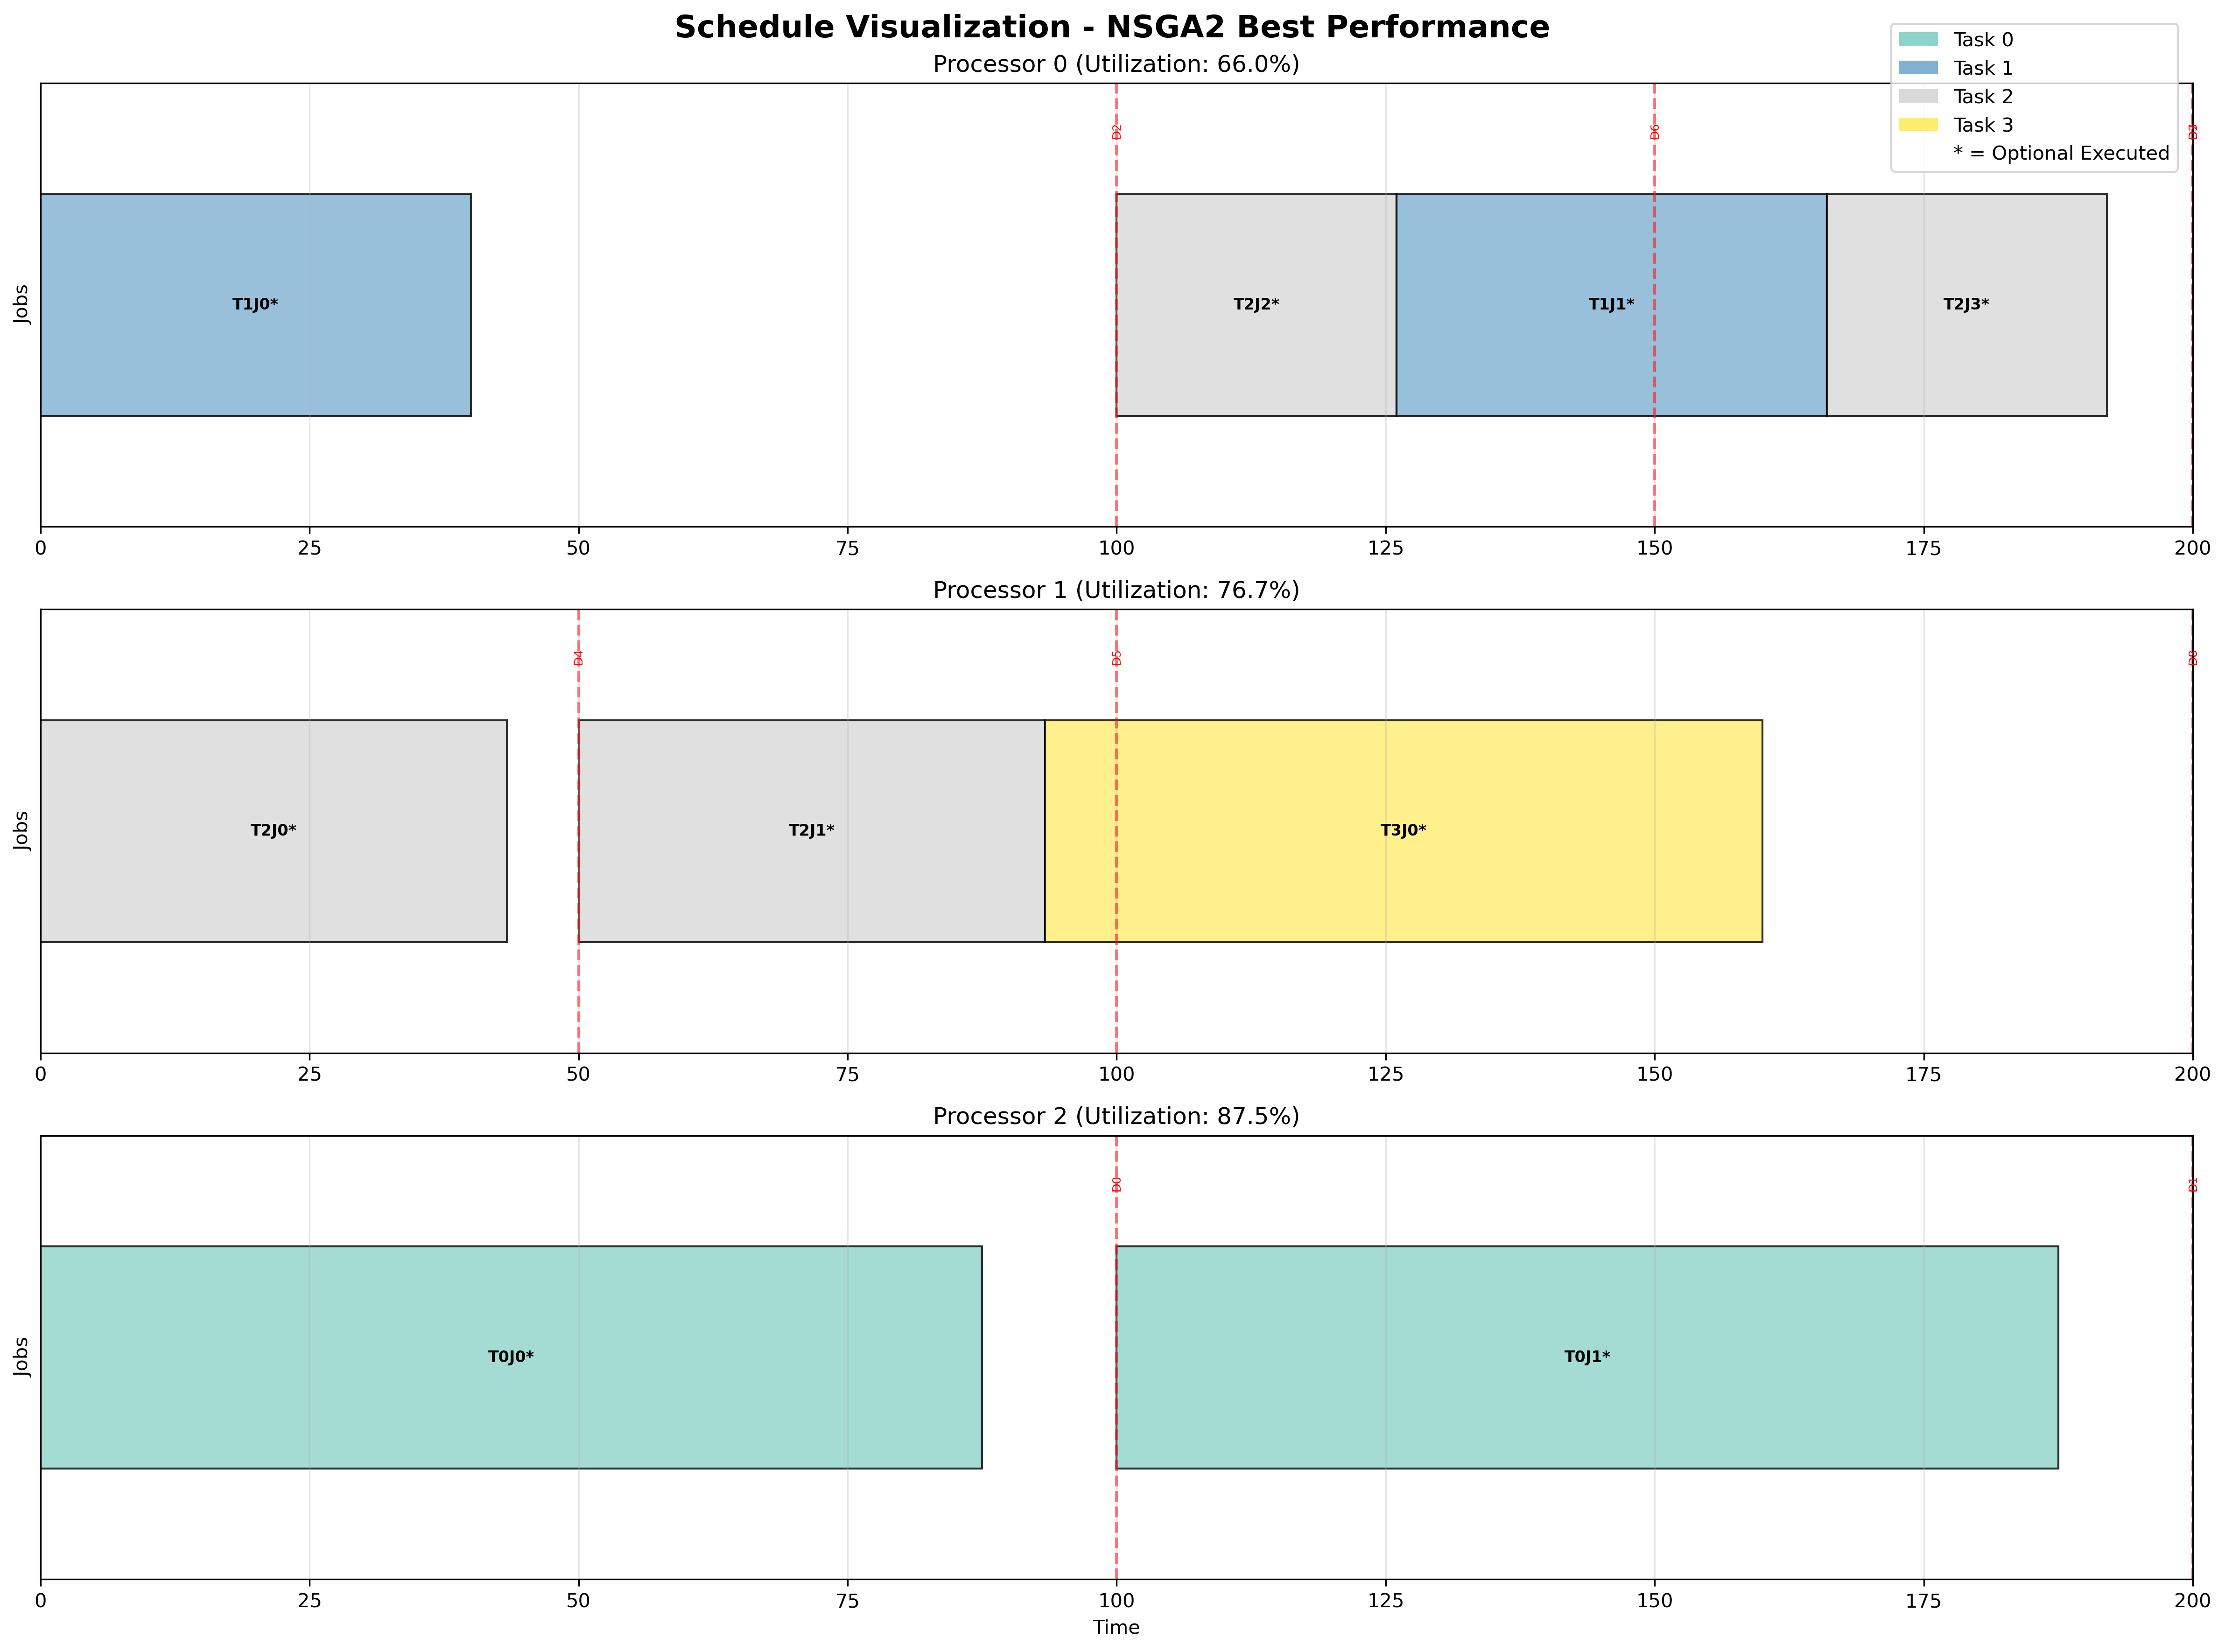 Schedule Visualization - NSGA2 Best Performance
Task 0
Task 1
Task 2
Task 3
* = Optional Executed
Processor 0 (Utilization: 66.0%)
D2
D6
Jobs
T1J0*
T2J2*
T1J1*
T2J3*
0 25 50 75 100 125 150 175 200
Processor 1 (Utilization: 76.7%)
D4
D5
Jobs
T2J0*
T2J1*
T3J0*
0 25 50 75 100 125 150 175 200
Processor 2 (Utilization: 87.5%)
D0
D1
Jobs
T0J0*
T0J1*
0 25 50 75 100 125 150 175 200
Time